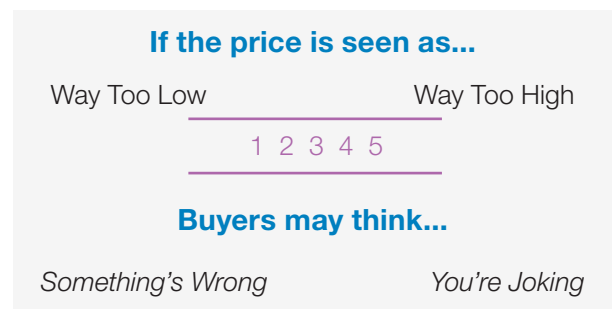 If the price is seen as...
Way Too Low Way Too High
1 2 3 4 5
Buyers may think...
Something's Wrong You're Joking